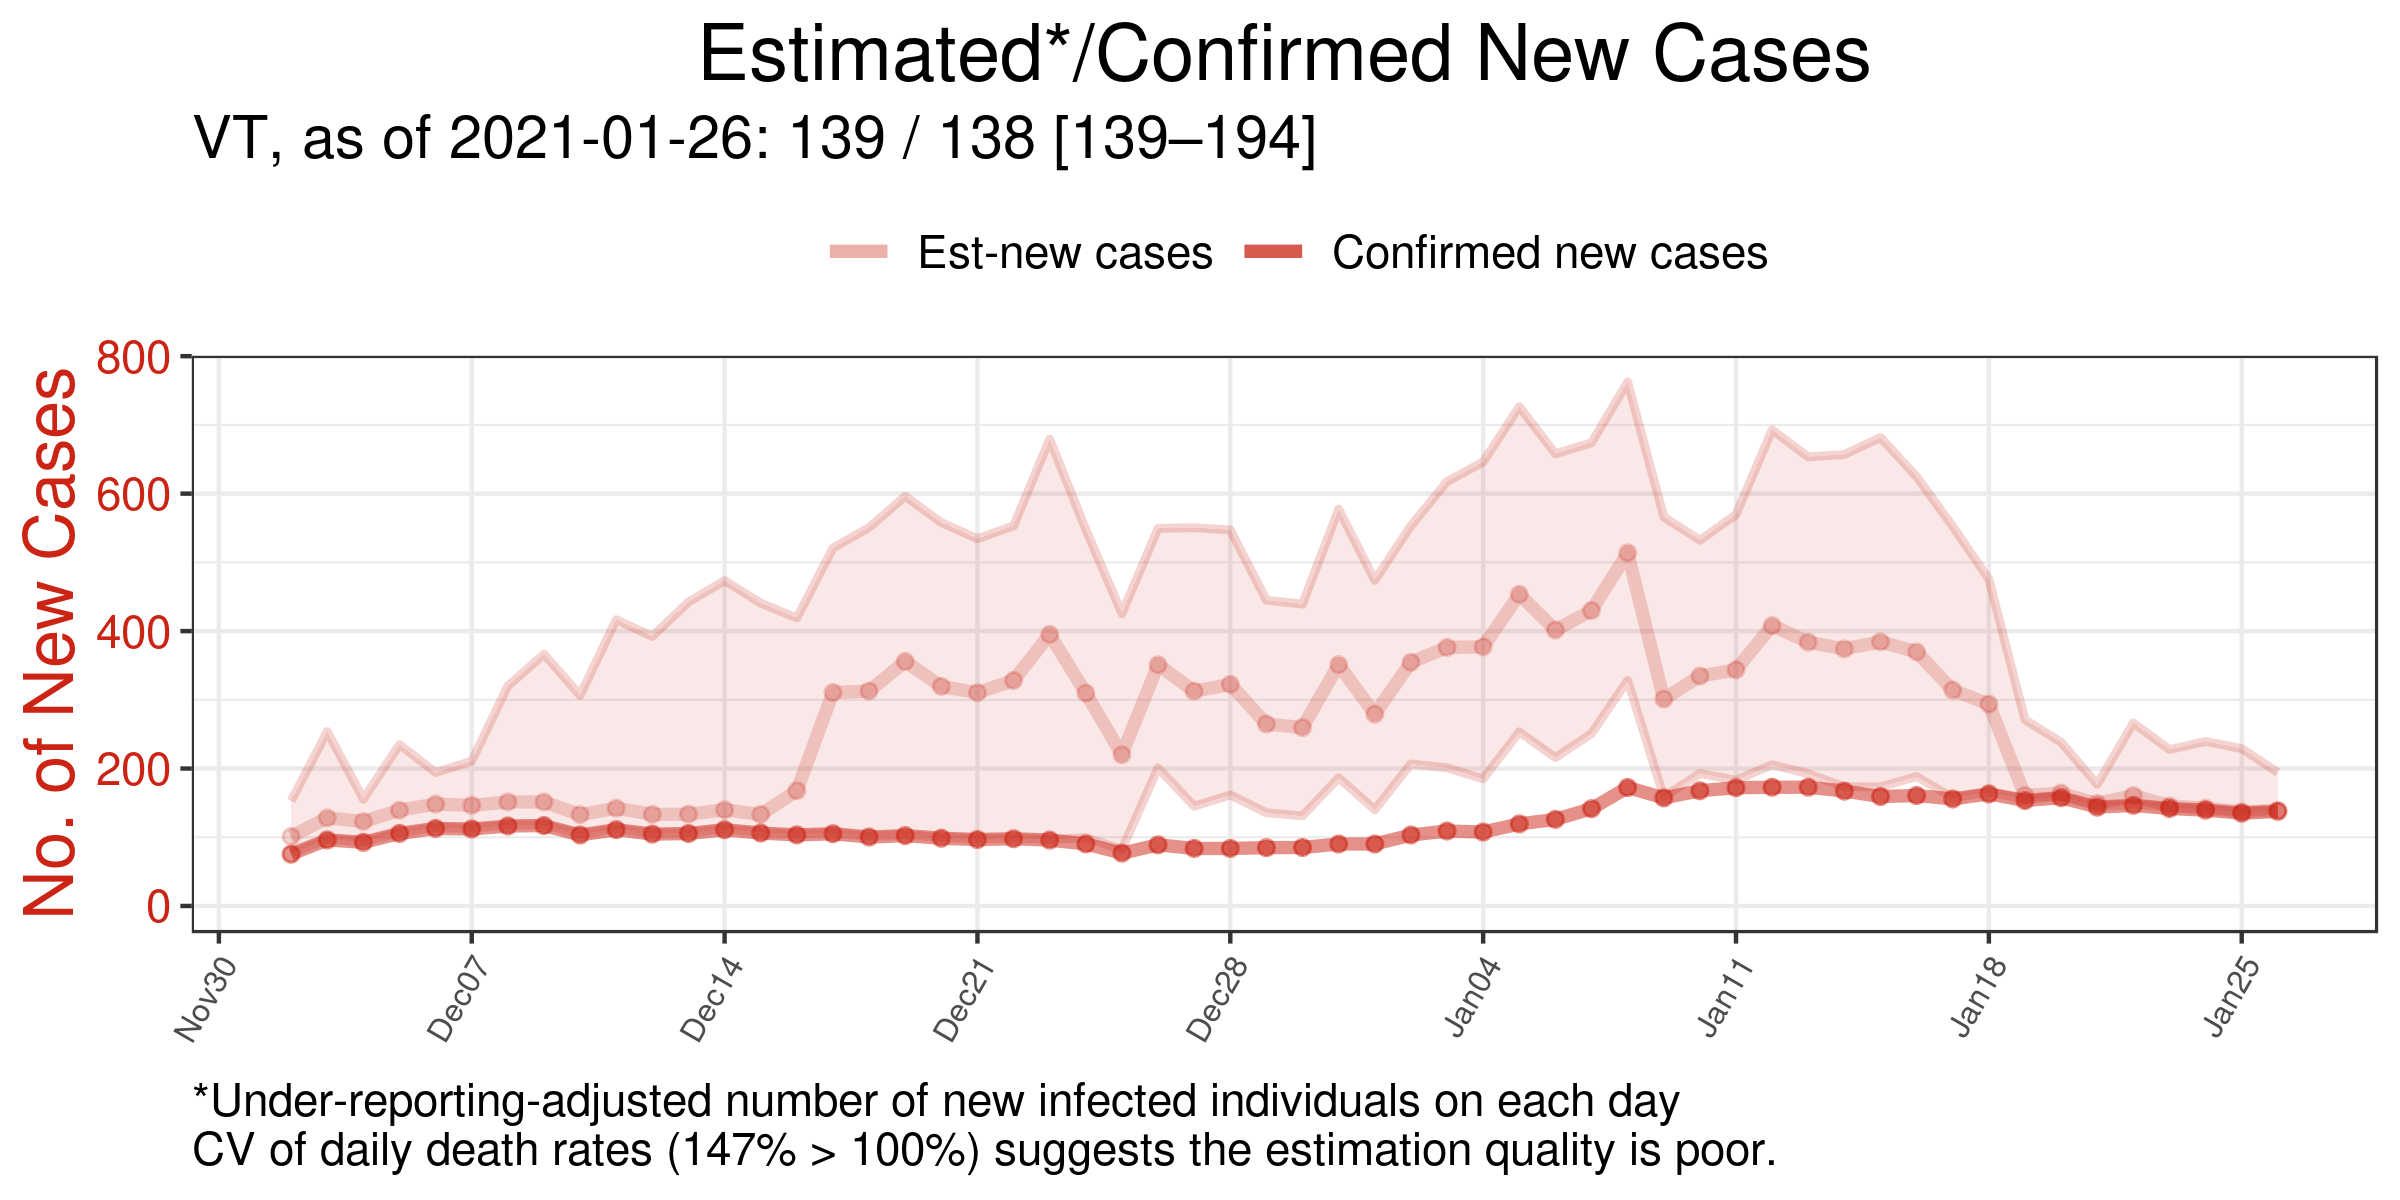 Estimated*/Confirmed New Cases
VT, as of 2021-01-26: 139 / 138 [139–194]
Est-new cases Confirmed new cases
No. of New Cases
800
600
400
200
0
Nov30 Dec07 Dec14 Dec21 Dec28 Jan04 Jan11 Jan18 Jan25
*Under-reporting-adjusted number of new infected individuals on each day
CV of daily death rates (147% > 100%) suggests the estimation quality is poor.